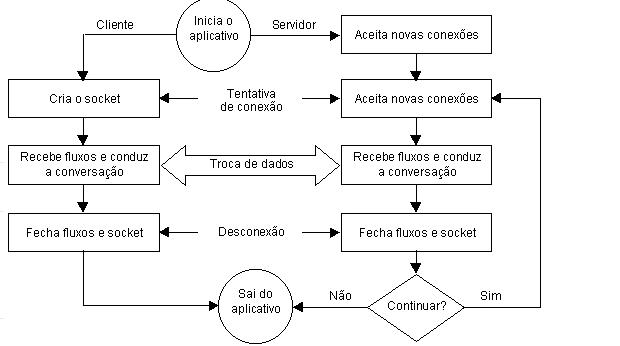 Cliente
Inicia o
aplicativo
Servidor
Aceita novas conexões
Cria o socket
Tentativa
de conexão
Aceita novas conexões
Recebe fluxos e conduz
a conversação
Troca de dados
Recebe fluxos e conduz
a conversação
Fecha fluxos e socket
Desconexão
Fecha fluxos e socket
Sai do
aplicativo
Não
Continuar?
Sim